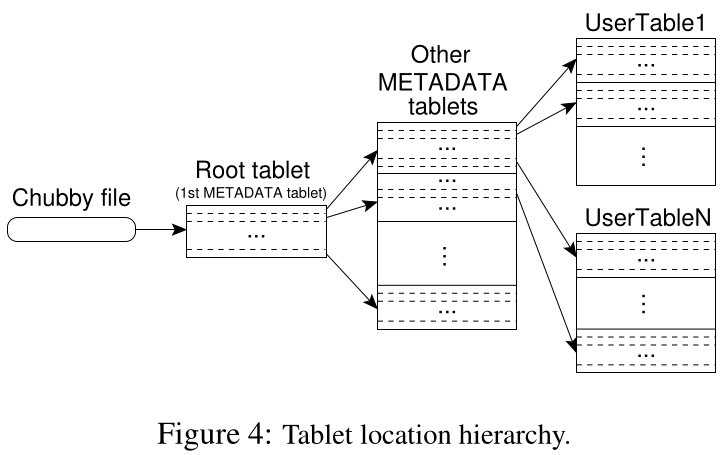 UserTable1
...
...
⋮
Other
METADATA
tablets
...
...
...
⋮
...
Root tablet
(1st METADATA tablet)
...
Chubby file
UserTableN
...
⋮
...
Figure 4: Tablet location hierarchy.